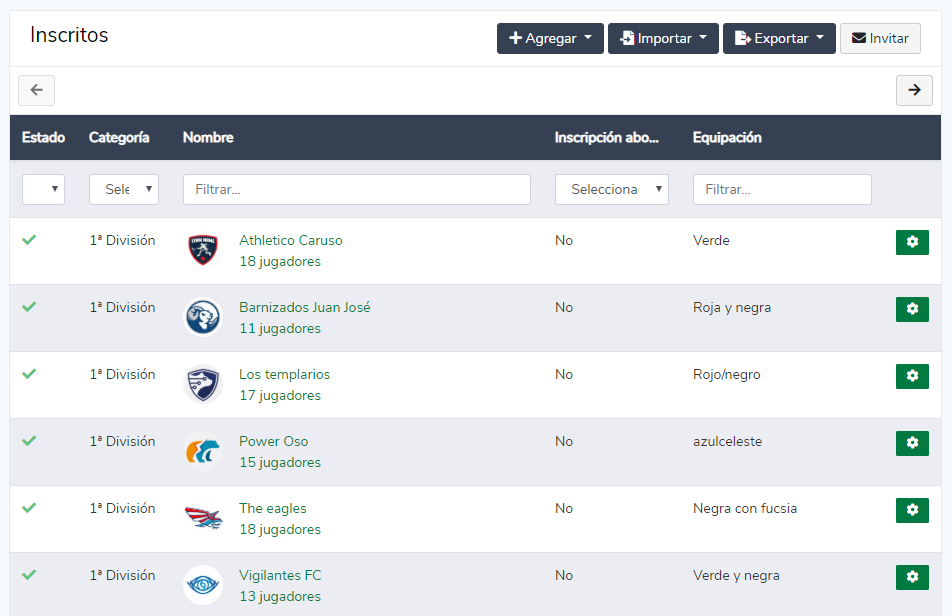 Inscritos
Agregar Importar Exportar Invitar
Estado Categoría Nombre Inscripción abo... Equipación
Sele Filtrar... Selecciona Filtrar...
1ª División Athletico Caruso No Verde
18 jugadores
1ª División Barnizados Juan José No Roja y negra
11 jugadores
1ª División Los templarios No Rojo/negro
17 jugadores
1ª División Power Oso No azulceleste
15 jugadores
1ª División The eagles No Negra con fucsia
18 jugadores
1ª División Vigilantes FC No Verde y negra
13 jugadores